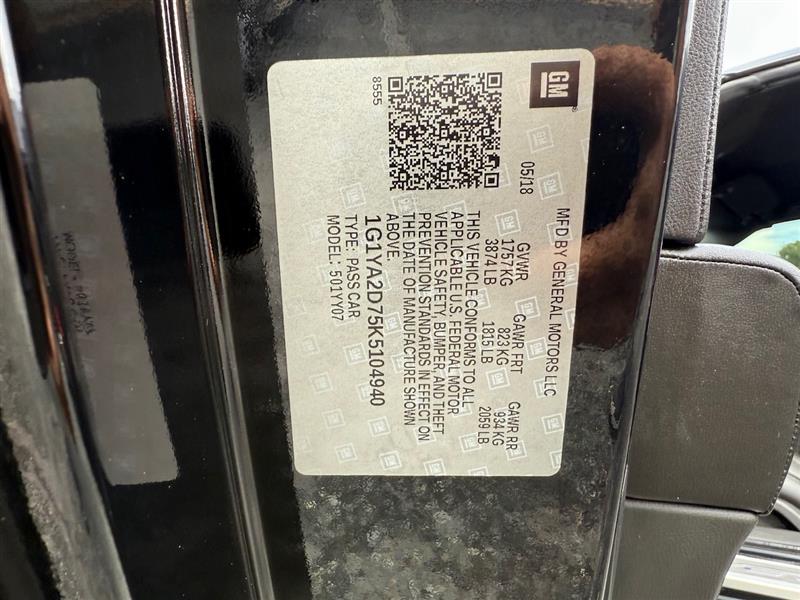 GM
05/18
MFD BY GENERAL MOTORS LLC
GVWR GAWR FRT GAWR RR
1757 KG 823 KG 934 KG
3874 LB 1815 LB 2059 LB
THIS VEHICLE CONFORMS TO ALL
APPLICABLE U.S. FEDERAL MOTOR
VEHICLE SAFETY, BUMPER, AND THEFT
PREVENTION STANDARDS IN EFFECT ON
THE DATE OF MANUFACTURE SHOWN
ABOVE.
1G1YA2D75K5104940
TYPE: PASS CAR
MODEL: 501YY07
8555